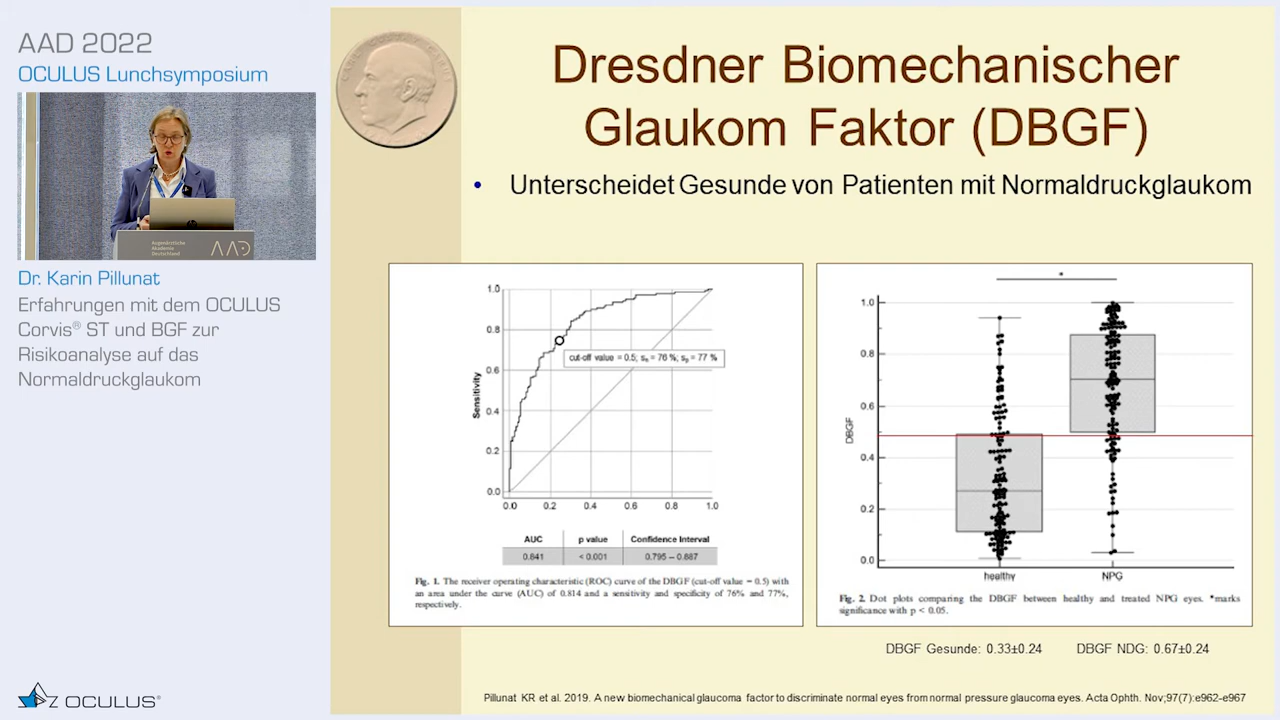 AAD 2022
OCULUS Lunchsymposium
Augenärztliche
Akademie
Deutschland
AAD
Dr. Karin Pillunat
Erfahrungen mit dem OCULUS
Corvis® ST und BGF zur
Risikoanalyse auf das
Normaldruckglaukom
OCULUS®
Dresdner Biomechanischer
Glaukom Faktor (DBGF)
• Unterscheidet Gesunde von Patienten mit Normaldruckglaukom
1.0
0.8
0.6
0.4
0.2
0.0
Sensitivity
cut-off value = 0.5; sn = 76 %; sp = 77 %
0.0 0.2 0.4 0.6 0.8 1.0
AUC p value Confidence Interval
0.841 < 0.001 0.795 – 0.887
Fig. 1. The receiver operating characteristic (ROC) curve of the DBGF (cut-off value = 0.5) with
an area under the curve (AUC) of 0.814 and a sensitivity and specificity of 76% and 77%,
respectively.
*
1.0
0.8
0.6
0.4
0.2
0.0
DBGF
healthy NPG
Fig. 2. Dot plots comparing the DBGF between healthy and treated NPG eyes. *marks
significance with p < 0.05.
DBGF Gesunde: 0.33±0.24 DBGF NDG: 0.67±0.24
Pillunat KR et al. 2019. A new biomechanical glaucoma factor to discriminate normal eyes from normal pressure glaucoma eyes. Acta Ophth. Nov;97(7):e962-e967